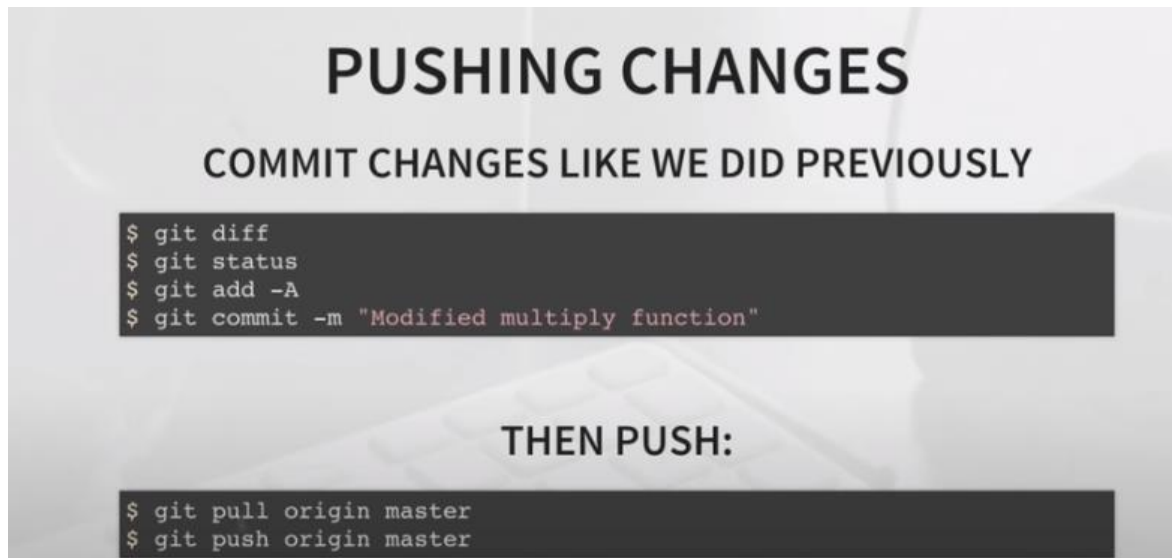 PUSHING CHANGES
COMMIT CHANGES LIKE WE DID PREVIOUSLY
$ git diff
$ git status
$ git add -A
$ git commit -m "Modified multiply function"
THEN PUSH:
$ git pull origin master
$ git push origin master